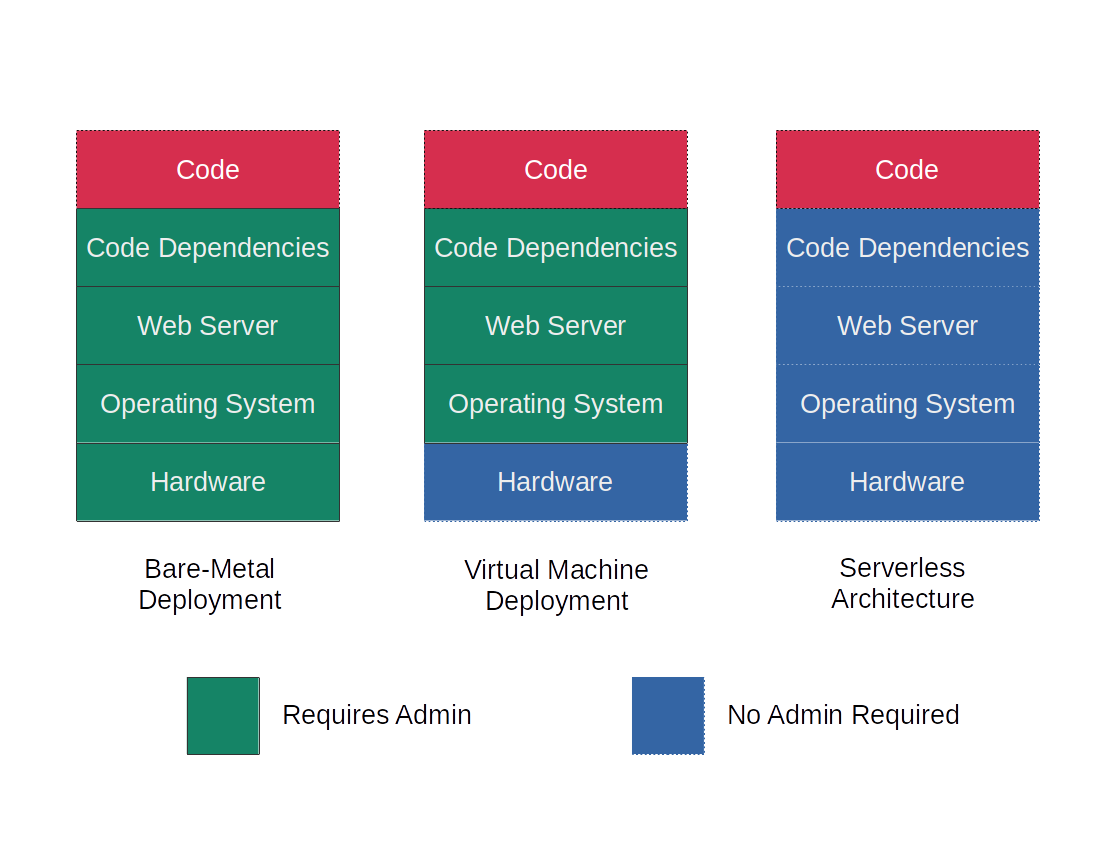 Code
Code Dependencies
Web Server
Operating System
Hardware
Bare-Metal
Deployment
Code
Code Dependencies
Web Server
Operating System
Hardware
Virtual Machine
Deployment
Code
Code Dependencies
Web Server
Operating System
Hardware
Serverless
Architecture
Requires Admin
No Admin Required